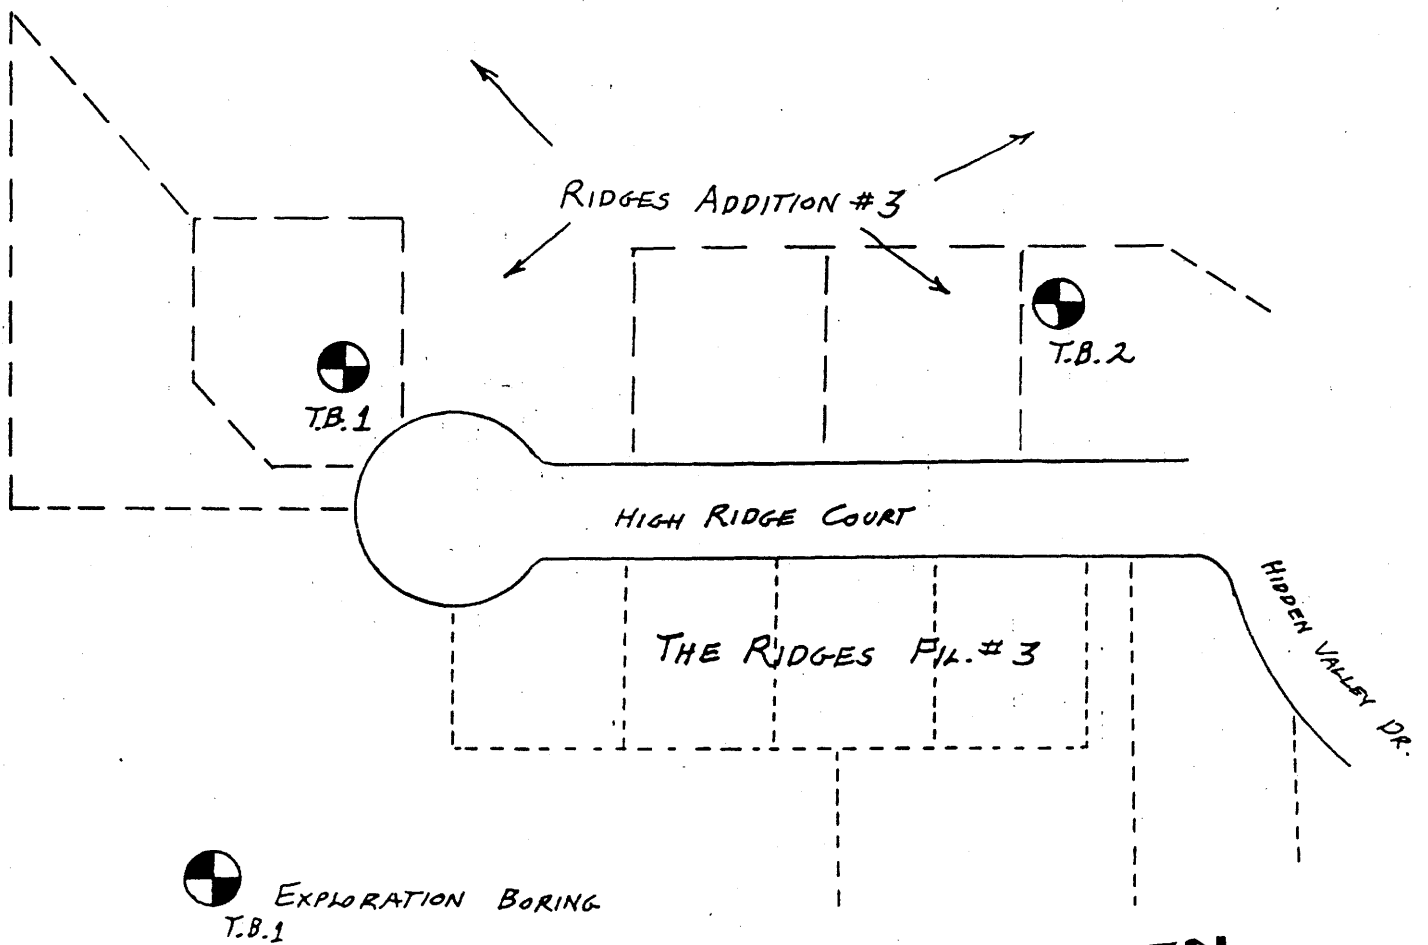 RIDGES ADDITION #3
T.B.2
T.B.1
HIGH RIDGE COURT
HIDDEN VALLEY DR.
THE RIDGES FIL. #3
EXPLORATION BORING
T.B.1